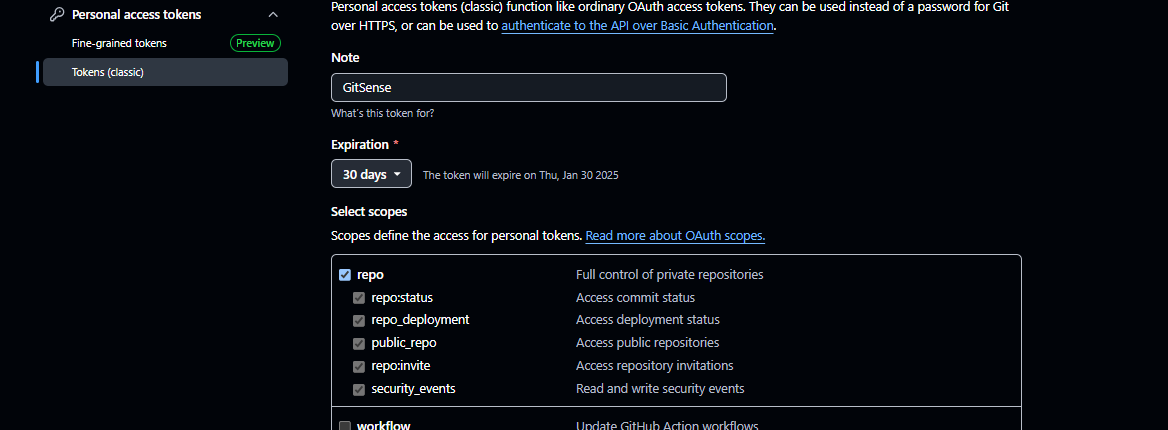 Personal access tokens
Fine-grained tokens Preview
Tokens (classic)
Personal access tokens (classic) function like ordinary OAuth access tokens. They can be used instead of a password for Git
over HTTPS, or can be used to authenticate to the API over Basic Authentication.
Note
GitSense
What's this token for?
Expiration *
30 days The token will expire on Thu, Jan 30 2025
Select scopes
Scopes define the access for personal tokens. Read more about OAuth scopes.
repo Full control of private repositories
repo:status Access commit status
repo_deployment Access deployment status
public_repo Access public repositories
repo:invite Access repository invitations
security_events Read and write security events
workflow Update GitHub Action workflows